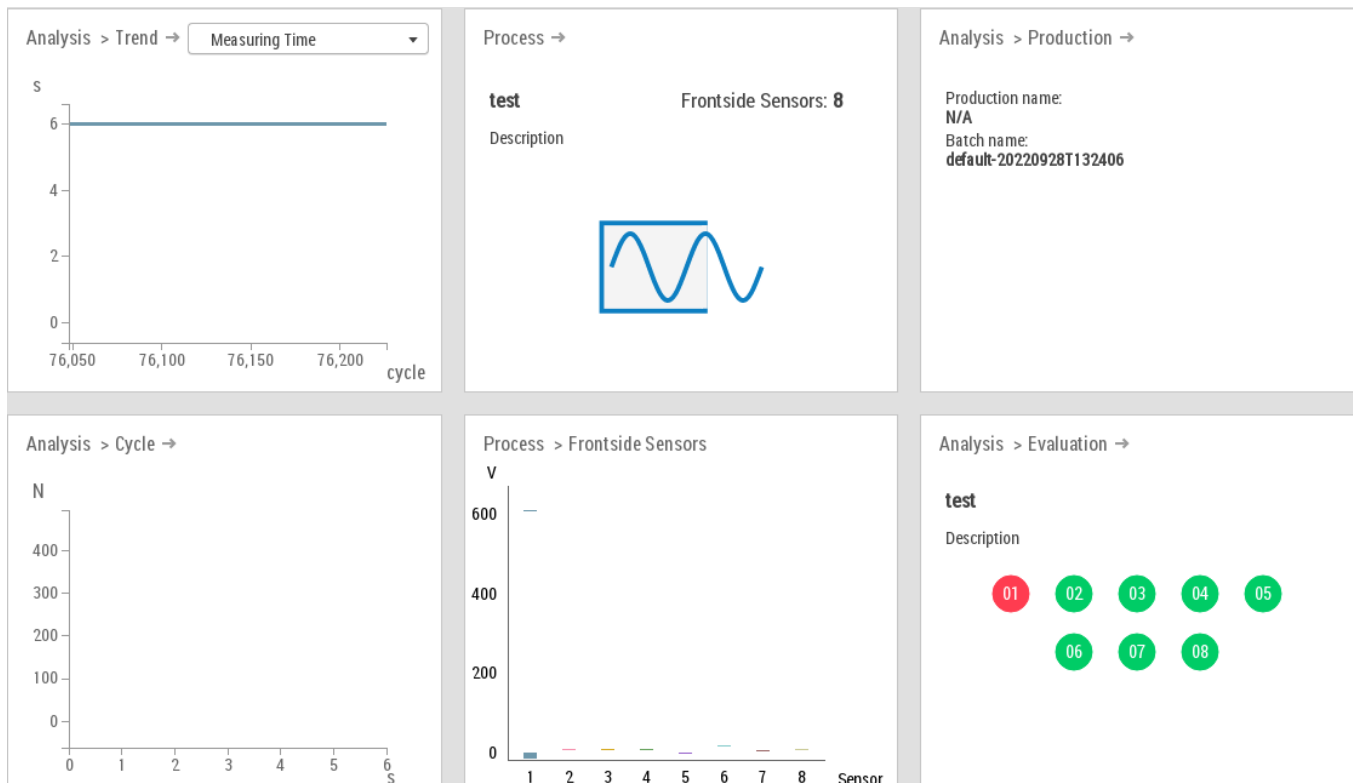 Analysis > Trend → Measuring Time
s
6
4
2
0
76,050 76,100 76,150 76,200
cycle
Process →
test Frontside Sensors: 8
Description
Analysis > Production →
Production name:
N/A
Batch name:
default-20220928T132406
Analysis > Cycle →
N
400
300
200
100
0
0 1 2 3 4 5 6
s
Process > Frontside Sensors
V
600
400
200
0
1 2 3 4 5 6 7 8 Sensor
Analysis > Evaluation →
test
Description
01 02 03 04 05
06 07 08